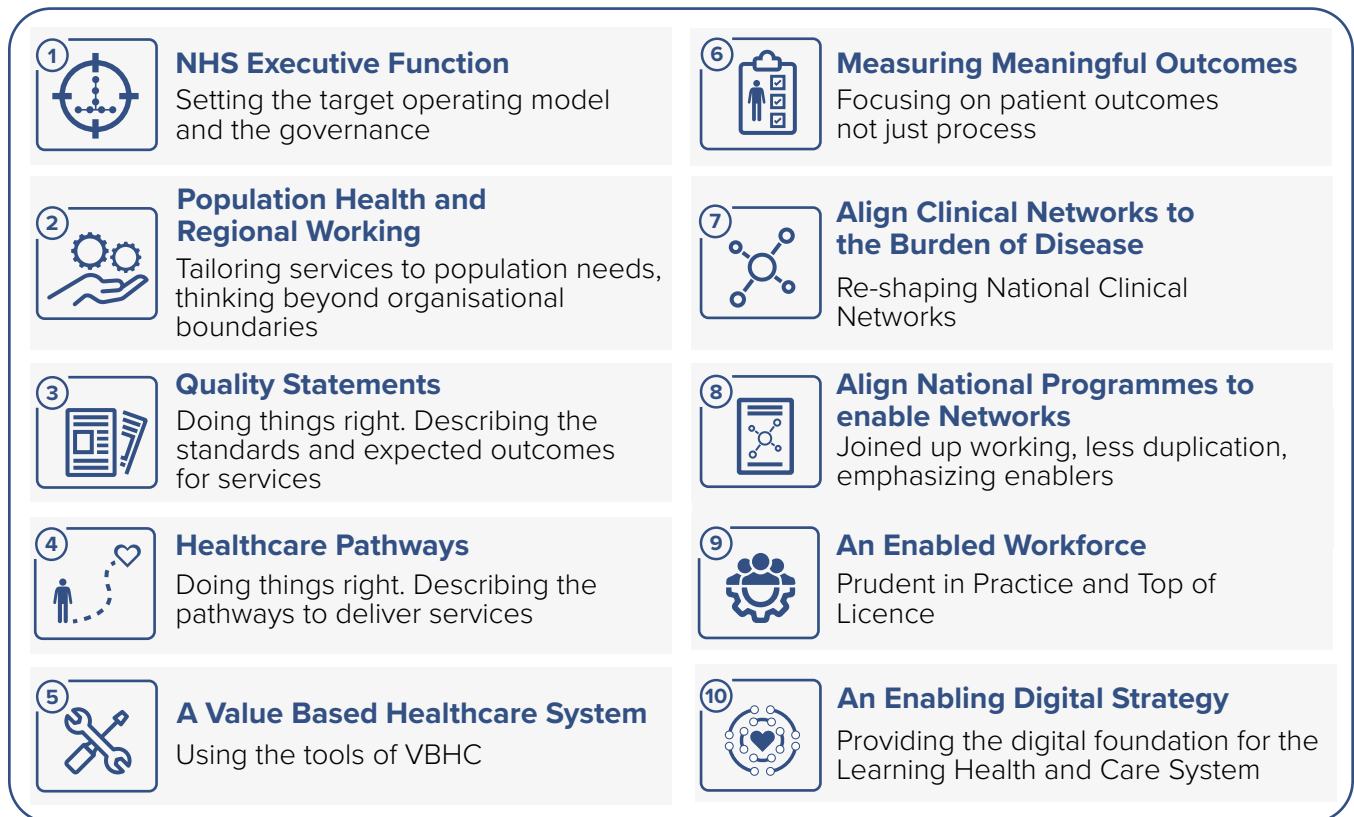 1
NHS Executive Function
Setting the target operating model
and the governance
2
Population Health and
Regional Working
Tailoring services to population needs,
thinking beyond organisational
boundaries
3
Quality Statements
Doing things right. Describing the
standards and expected outcomes
for services
4
Healthcare Pathways
Doing things right. Describing the
pathways to deliver services
5
A Value Based Healthcare System
Using the tools of VBHC
6
Measuring Meaningful Outcomes
Focusing on patient outcomes
not just process
7
Align Clinical Networks to
the Burden of Disease
Re-shaping National Clinical
Networks
8
Align National Programmes to
enable Networks
Joined up working, less duplication,
emphasizing enablers
9
An Enabled Workforce
Prudent in Practice and Top of
Licence
10
An Enabling Digital Strategy
Providing the digital foundation for the
Learning Health and Care System